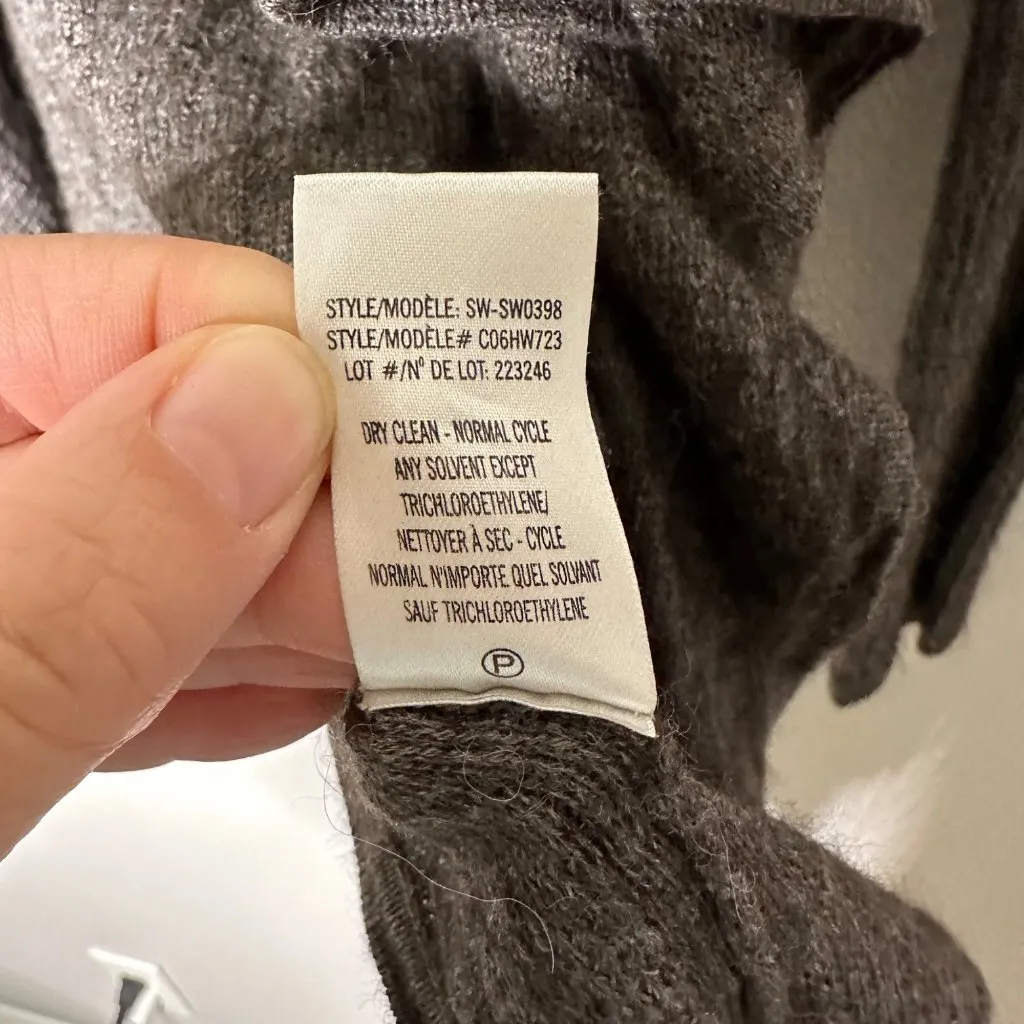 STYLE/MODÈLE: SW-SW0398
STYLE/MODÈLE# C06HW723
LOT #/Nº DE LOT: 223246
DRY CLEAN - NORMAL CYCLE
ANY SOLVENT EXCEPT
TRICHLOROETHYLENE/
NETTOYER À SEC - CYCLE
NORMAL N'IMPORTE QUEL SOLVANT
SAUF TRICHLOROETHYLENE
P